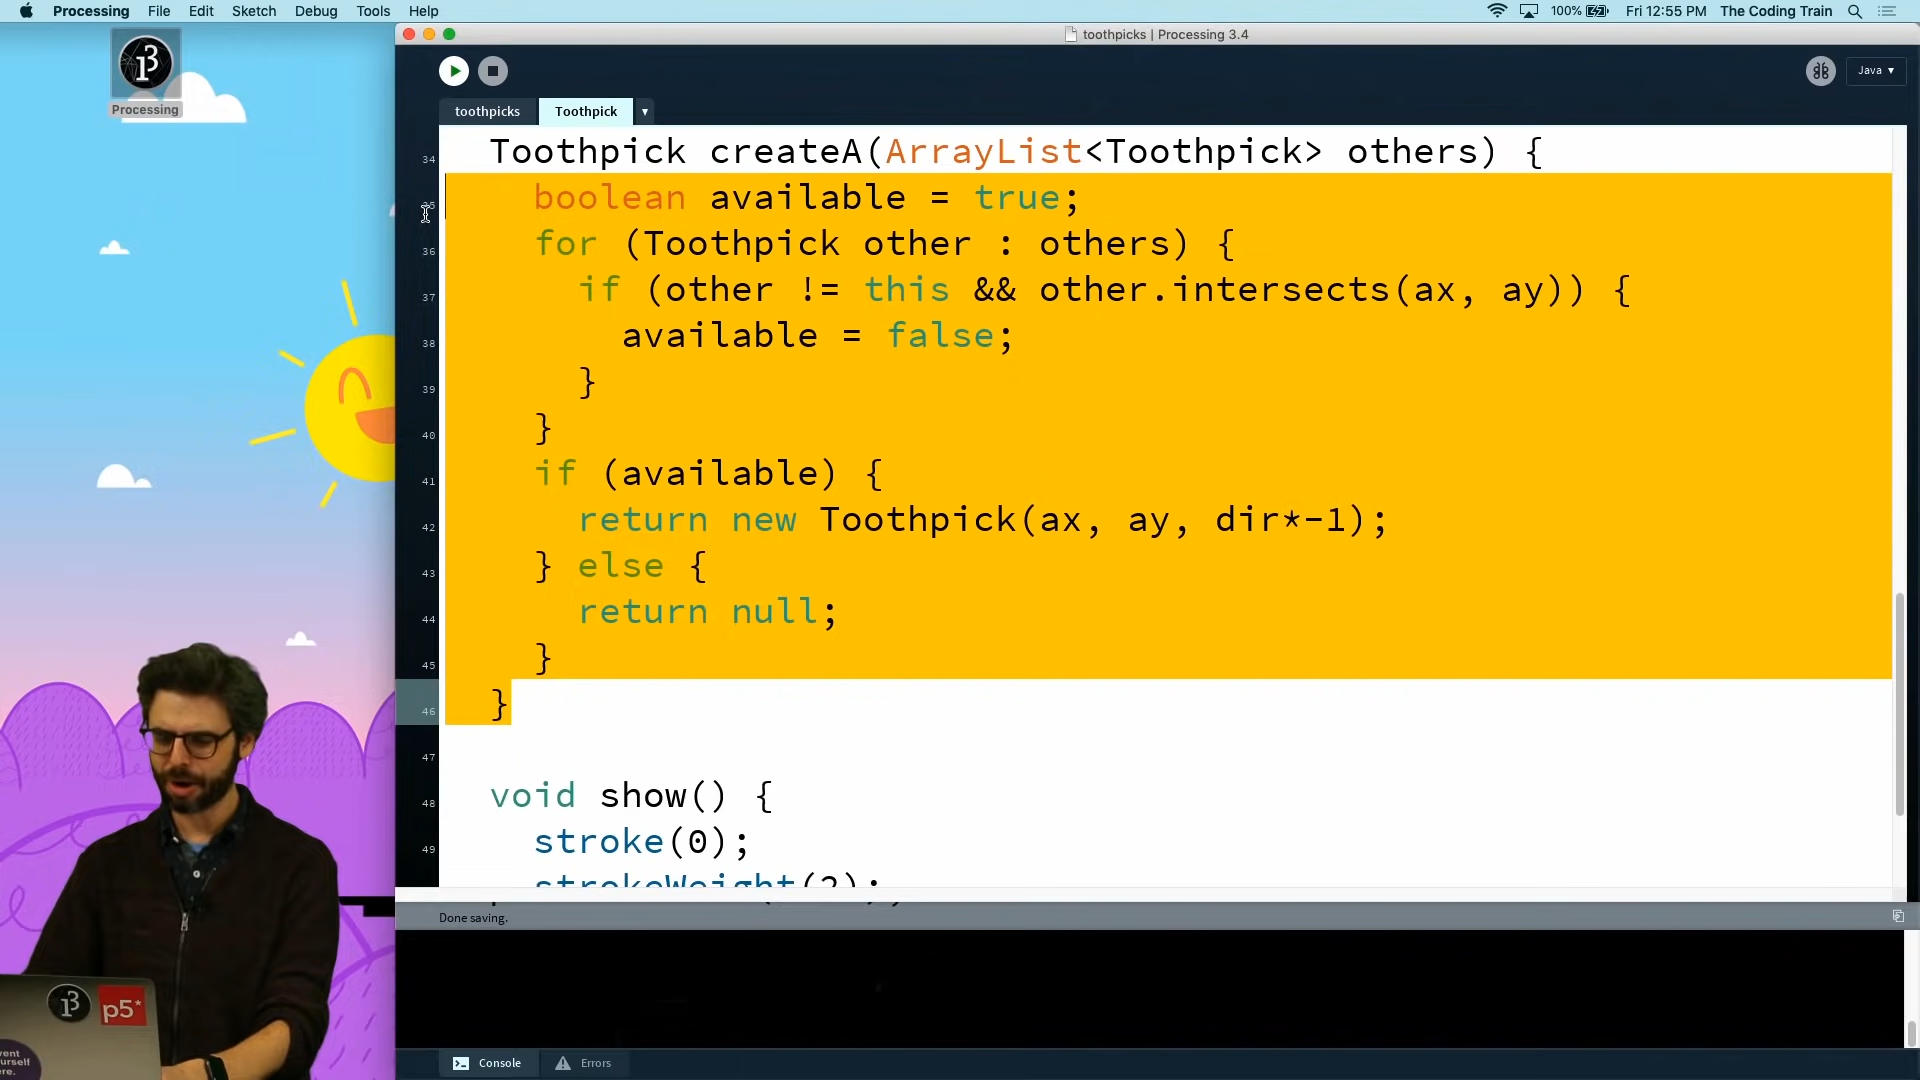 Processing File Edit Sketch Debug Tools Help 100% Fri 12:55 PM The Coding Train
toothpicks | Processing 3.4
Processing
Java ▾
toothpicks Toothpick ▾
34 Toothpick createA(ArrayList<Toothpick> others) {
35 boolean available = true;
36 for (Toothpick other : others) {
37 if (other != this && other.intersects(ax, ay)) {
38 available = false;
39 }
40 }
41 if (available) {
42 return new Toothpick(ax, ay, dir*-1);
43 } else {
44 return null;
45 }
46 }
47
48 void show() {
49 stroke(0);
strokeWeight(2);
Done saving.
p5*
Console Errors